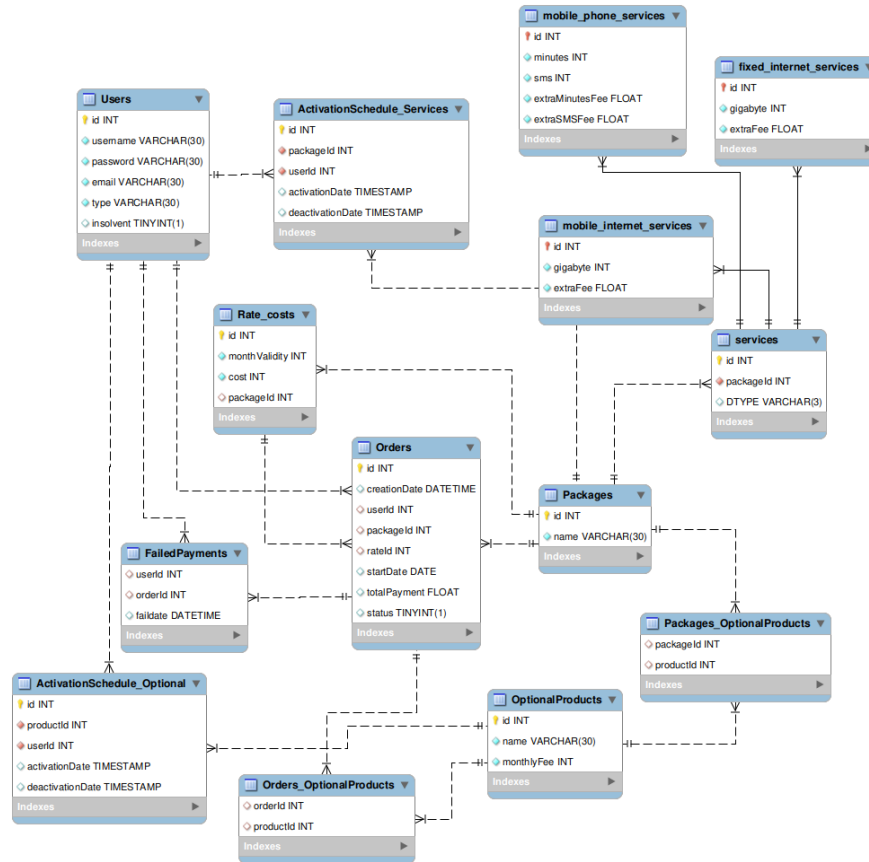 mobile_phone_services
id INT
minutes INT
sms INT
extraMinutesFee FLOAT
extraSMSFee FLOAT
Indexes
fixed_internet_services
id INT
gigabyte INT
extraFee FLOAT
Indexes
Users
id INT
username VARCHAR(30)
password VARCHAR(30)
email VARCHAR(30)
type VARCHAR(30)
insolvent TINYINT(1)
Indexes
ActivationSchedule_Services
id INT
packageId INT
userId INT
activationDate TIMESTAMP
deactivationDate TIMESTAMP
Indexes
mobile_internet_services
id INT
gigabyte INT
extraFee FLOAT
Indexes
Rate_costs
id INT
monthValidity INT
cost INT
packageId INT
Indexes
services
id INT
packageId INT
DTYPE VARCHAR(3)
Indexes
Orders
id INT
creationDate DATETIME
userId INT
packageId INT
rateId INT
startDate DATE
totalPayment FLOAT
status TINYINT(1)
Indexes
Packages
id INT
name VARCHAR(30)
Indexes
FailedPayments
userId INT
orderId INT
faildate DATETIME
Indexes
Packages_OptionalProducts
packageId INT
productId INT
Indexes
ActivationSchedule_Optional
id INT
productId INT
userId INT
activationDate TIMESTAMP
deactivationDate TIMESTAMP
Indexes
OptionalProducts
id INT
name VARCHAR(30)
monthlyFee INT
Indexes
Orders_OptionalProducts
orderId INT
productId INT
Indexes